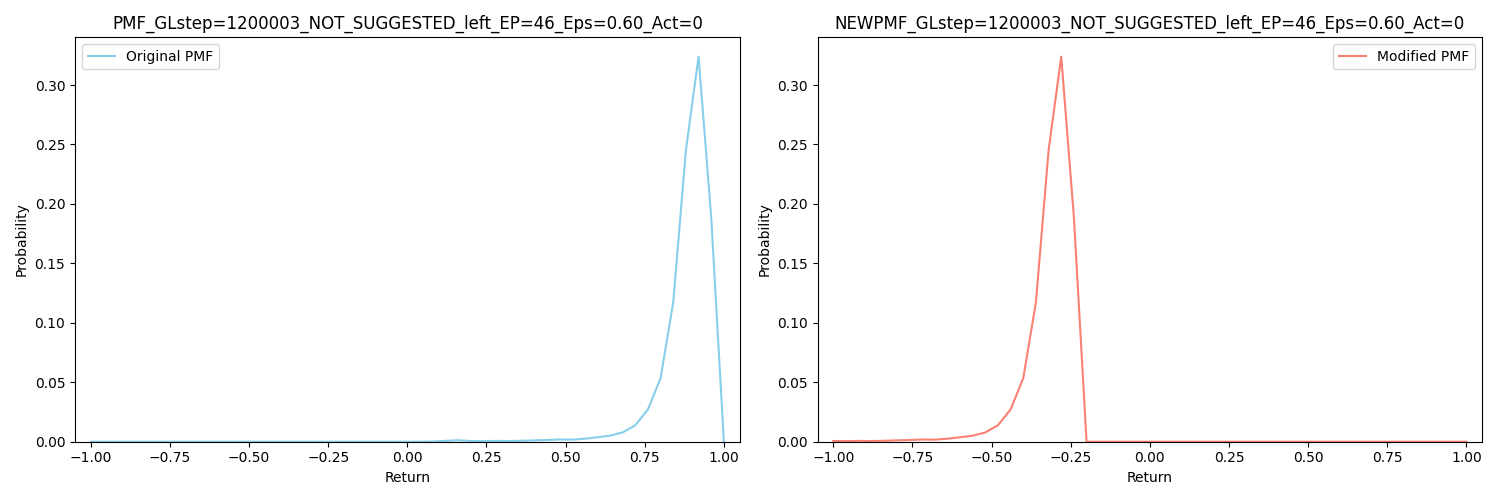 PMF_GLstep=1200003_NOT_SUGGESTED_left_EP=46_Eps=0.60_Act=0
Original PMF
Probability
0.30
0.25
0.20
0.15
0.10
0.05
0.00
−1.00 −0.75 −0.50 −0.25 0.00 0.25 0.50 0.75 1.00
Return
NEWPMF_GLstep=1200003_NOT_SUGGESTED_left_EP=46_Eps=0.60_Act=0
Modified PMF
Probability
0.30
0.25
0.20
0.15
0.10
0.05
0.00
−1.00 −0.75 −0.50 −0.25 0.00 0.25 0.50 0.75 1.00
Return